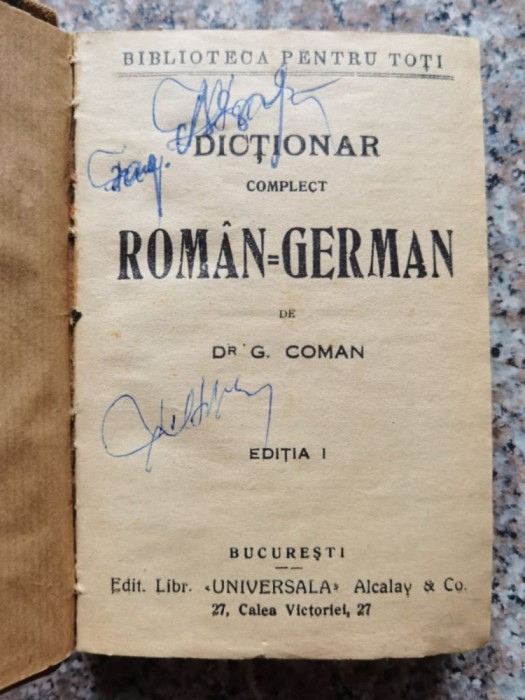 BIBLIOTECA PENTRU TOȚI
DICȚIONAR
COMPLECT
ROMÂN=GERMAN
DE
DR G. COMAN
EDIȚIA I
BUCUREȘTI
Edit. Libr. «UNIVERSALA» Alcalay & Co.
27, Calea Victoriei, 27